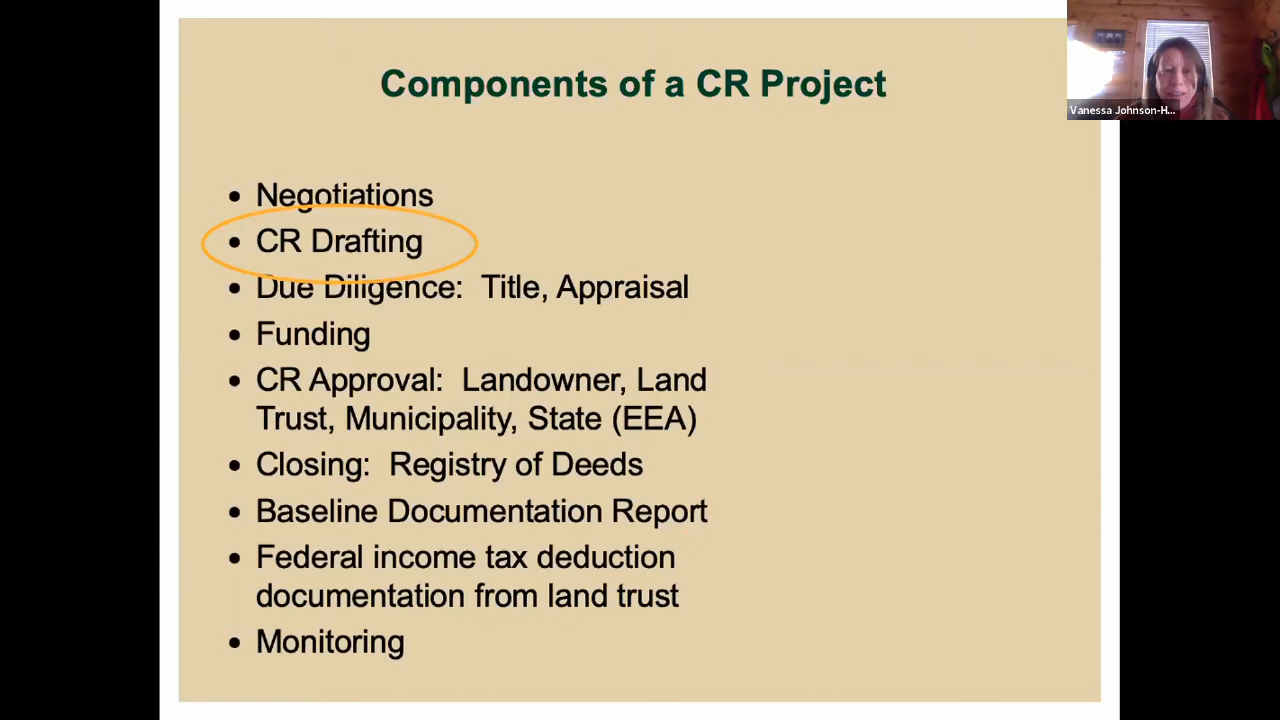 Components of a CR Project
Vanessa Johnson-H...
• Negotiations
• CR Drafting
• Due Diligence: Title, Appraisal
• Funding
• CR Approval: Landowner, Land
Trust, Municipality, State (EEA)
• Closing: Registry of Deeds
• Baseline Documentation Report
• Federal income tax deduction
documentation from land trust
• Monitoring